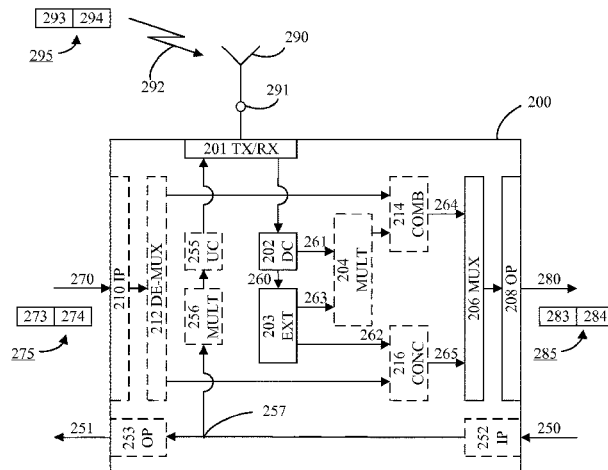 293 294
295
292
290
291
200
201 TX/RX
270
273 274
275
210 IP
212 DE-MUX
255 UC
256 MULT
202 DC
260
261
263
262
203 EXT
204 MULT
214 COMB
264
216 CONC
265
206 MUX
208 OP
280
283 284
285
257
251
253 OP
252 IP
250